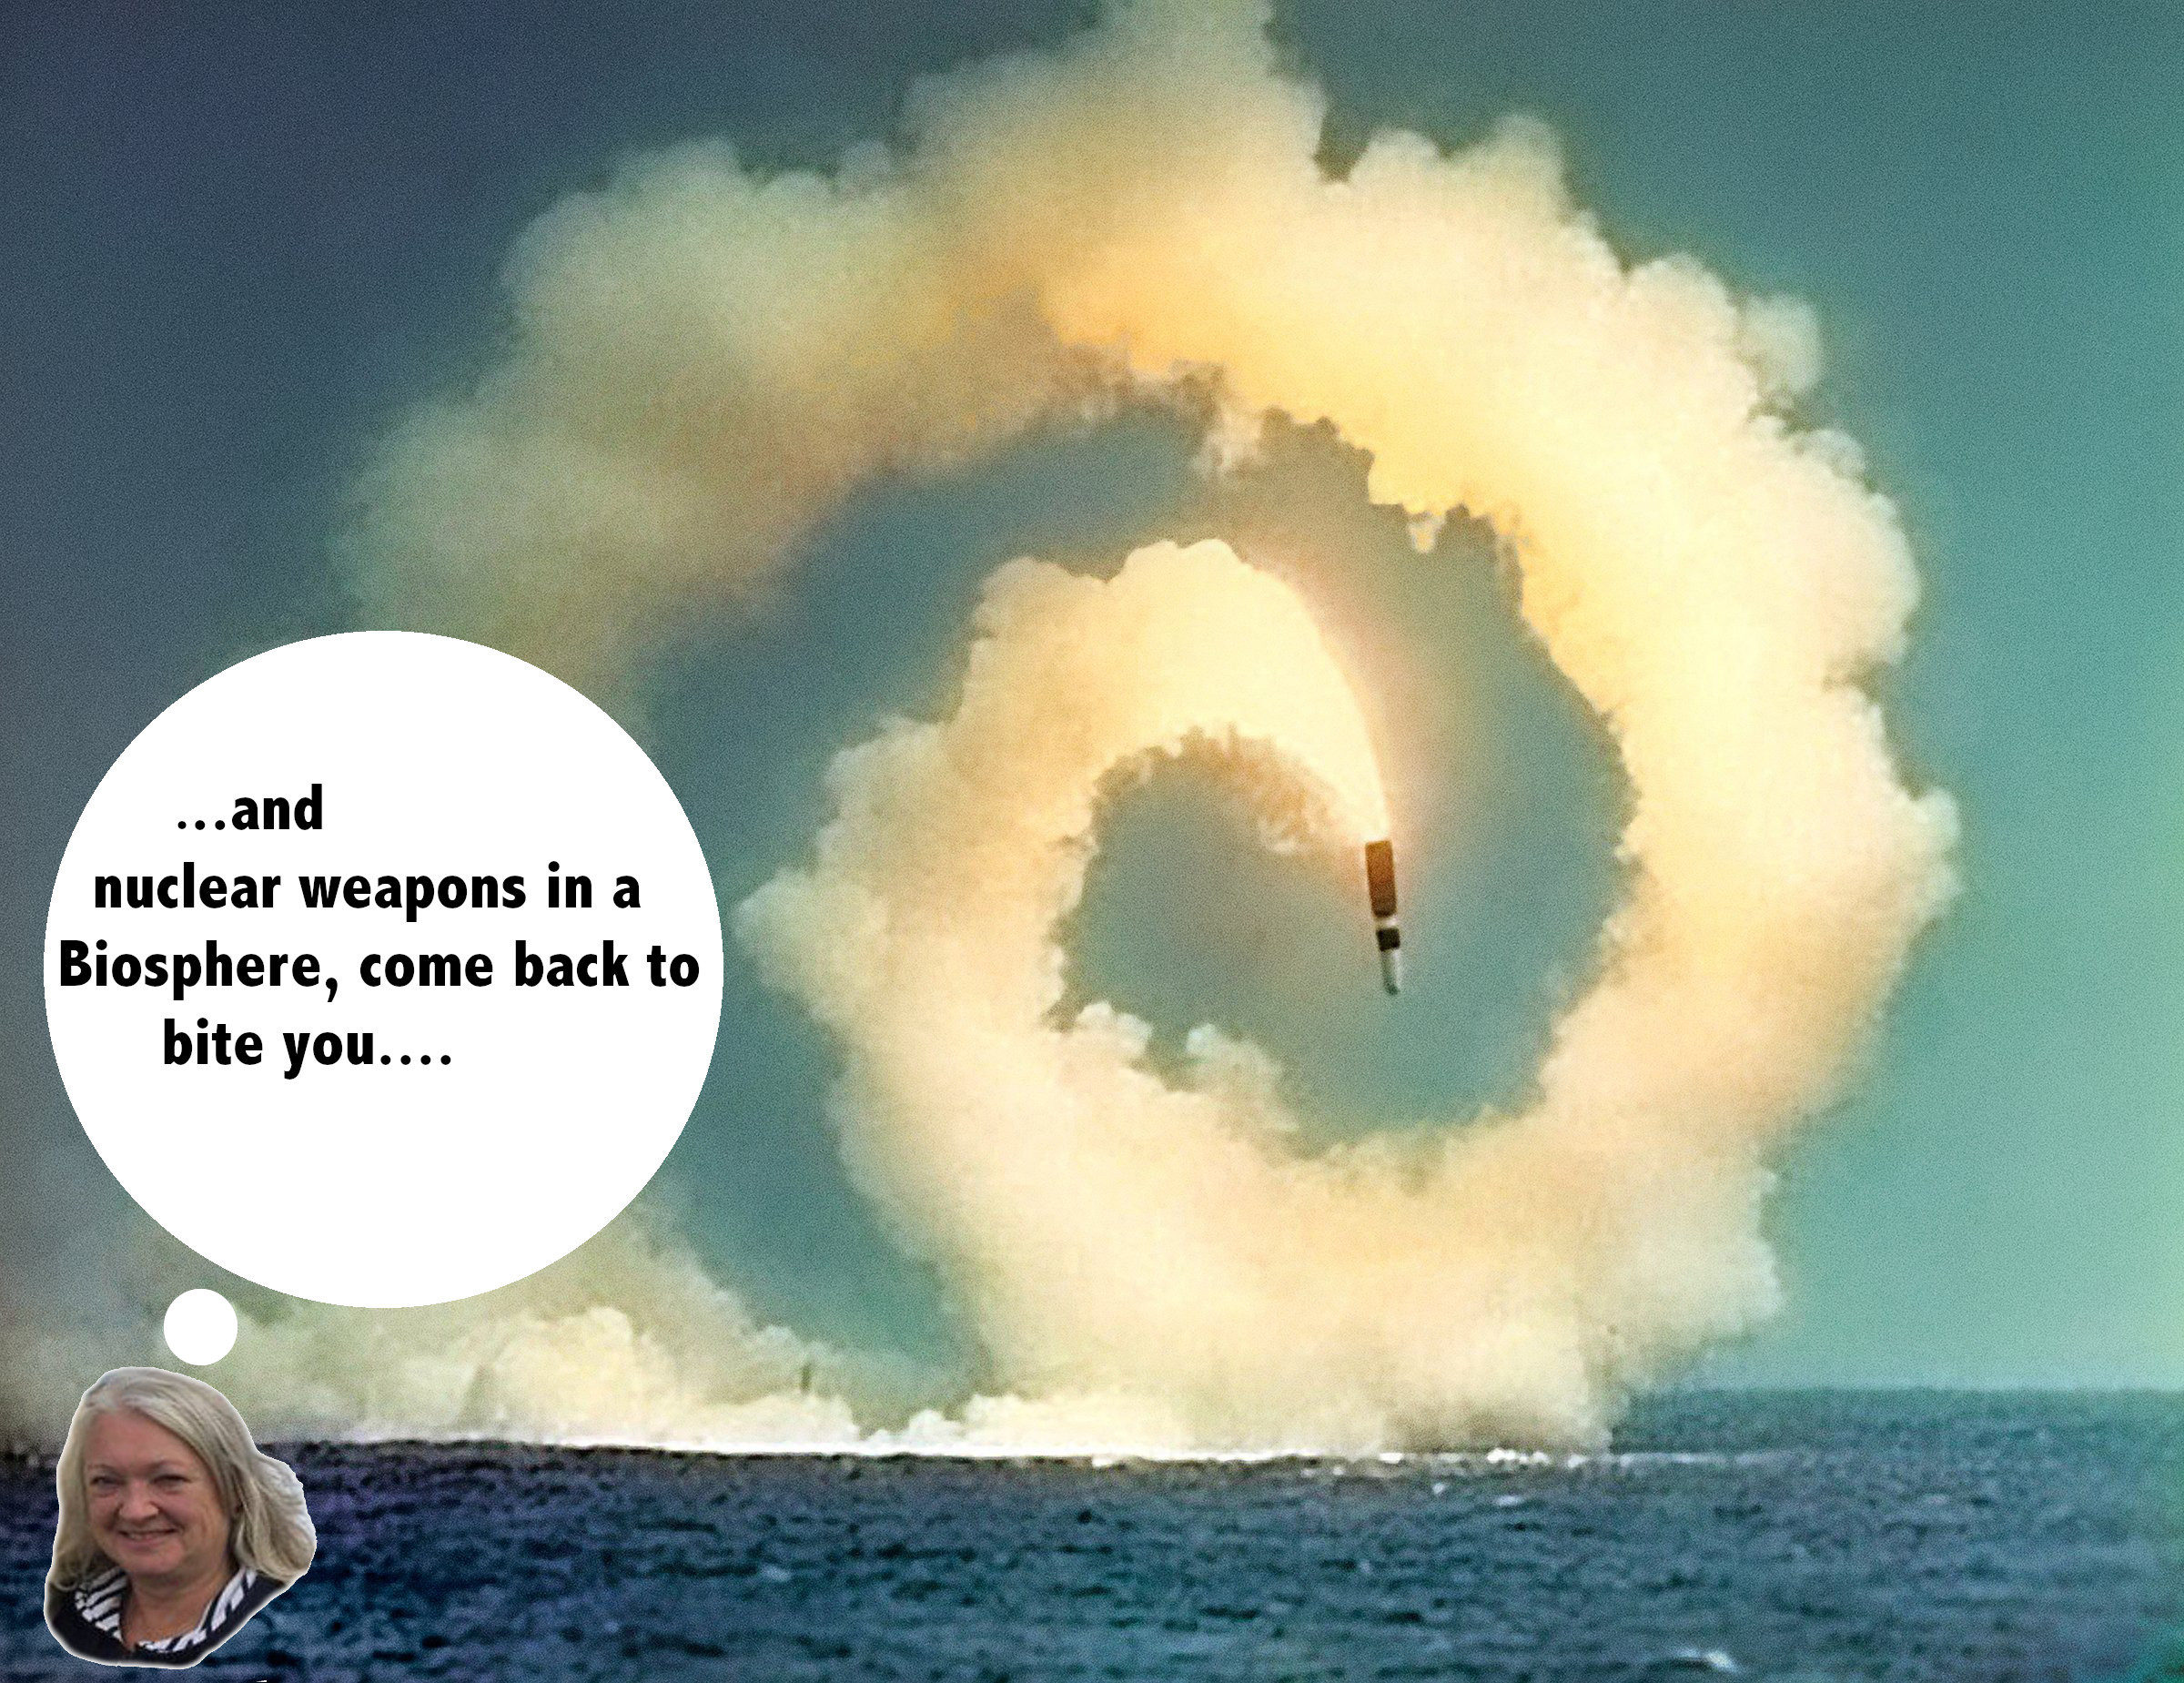 ...and
nuclear weapons in a
Biosphere, come back to
bite you....